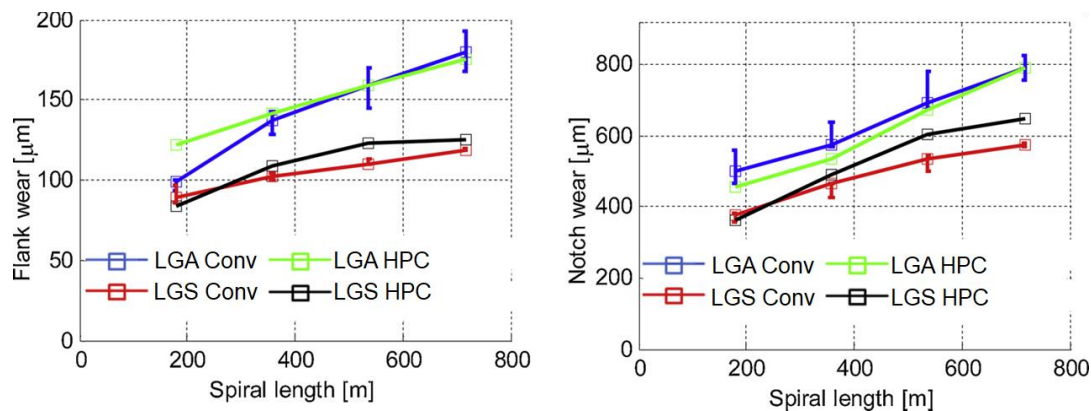 200
150
100
50
0
Flank wear [μm]
LGA Conv
LGA HPC
LGS Conv
LGS HPC
0
200
400
600
800
Spiral length [m]
800
600
400
200
0
Notch wear [μm]
LGA Conv
LGA HPC
LGS Conv
LGS HPC
0
200
400
600
800
Spiral length [m]